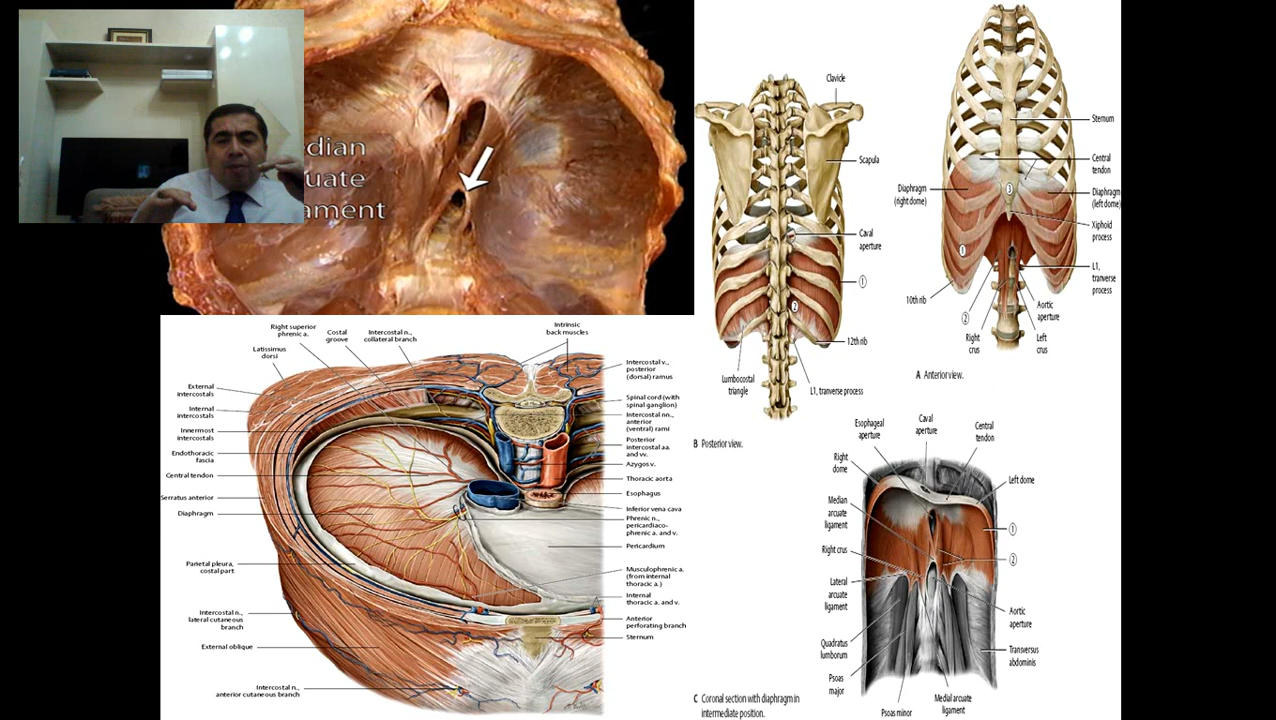 dian
uate
ament
Clavicle
Scapula
Caval
aperture
1
2
12th rib
Lumbocostal
triangle
L1, tranverse process
B Posterior view.
Sternum
Central
tendon
Diaphragm
(right dome)
Diaphragm
(left dome)
3
Xiphoid
process
1
L1,
tranverse
process
10th rib
Aortic
aperture
2
Right
crus
Left
crus
A Anterior view.
Right superior
phrenic a.
Costal
groove
Intercostal n.,
collateral branch
Intrinsic
back muscles
Latissimus
dorsi
External
intercostals
Internal
intercostals
Innermost
intercostals
Endothoracic
fascia
Central tendon
Serratus anterior
Diaphragm
Parietal pleura,
costal part
Intercostal n.,
lateral cutaneous
branch
External oblique
Intercostal n.,
anterior cutaneous branch
Intercostal v.,
posterior
(dorsal) ramus
Spinal cord (with
spinal ganglion)
Intercostal nn.,
anterior
(ventral) rami
Posterior
intercostal aa.
and vv.
Azygos v.
Thoracic aorta
Esophagus
Inferior vena cava
Phrenic n.,
pericardiaco-
phrenic a. and v.
Pericardium
Musculophrenic a.
(from internal
thoracic a.)
Internal
thoracic a. and v.
Anterior
perforating branch
Sternum
Esophageal
aperture
Caval
aperture
Central
tendon
Right
dome
Left dome
Median
arcuate
ligament
1
Right crus
2
Lateral
arcuate
ligament
Aortic
aperture
Quadratus
lumborum
Transversus
abdominis
Psoas
major
Psoas minor
Medial arcuate
ligament
C Coronal section with diaphragm in
intermediate position.